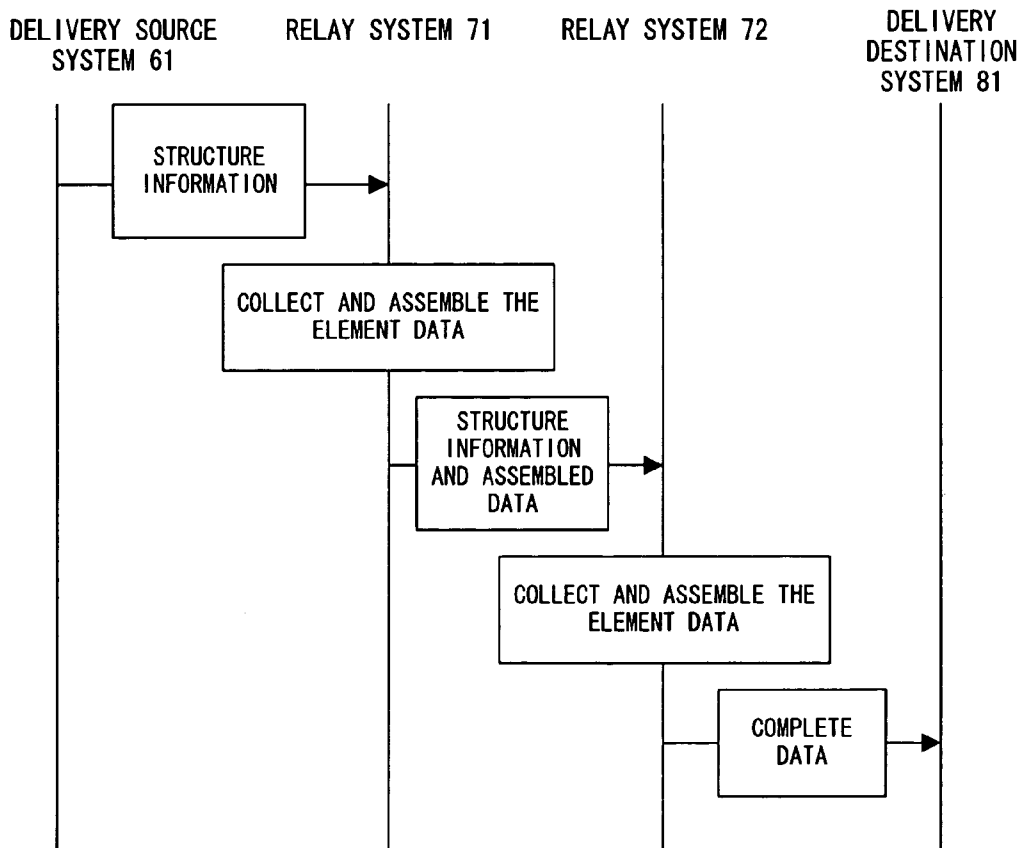 DELIVERY SOURCE
SYSTEM 61
RELAY SYSTEM 71
RELAY SYSTEM 72
DELIVERY
DESTINATION
SYSTEM 81
STRUCTURE
INFORMATION
COLLECT AND ASSEMBLE THE
ELEMENT DATA
STRUCTURE
INFORMATION
AND ASSEMBLED
DATA
COLLECT AND ASSEMBLE THE
ELEMENT DATA
COMPLETE
DATA